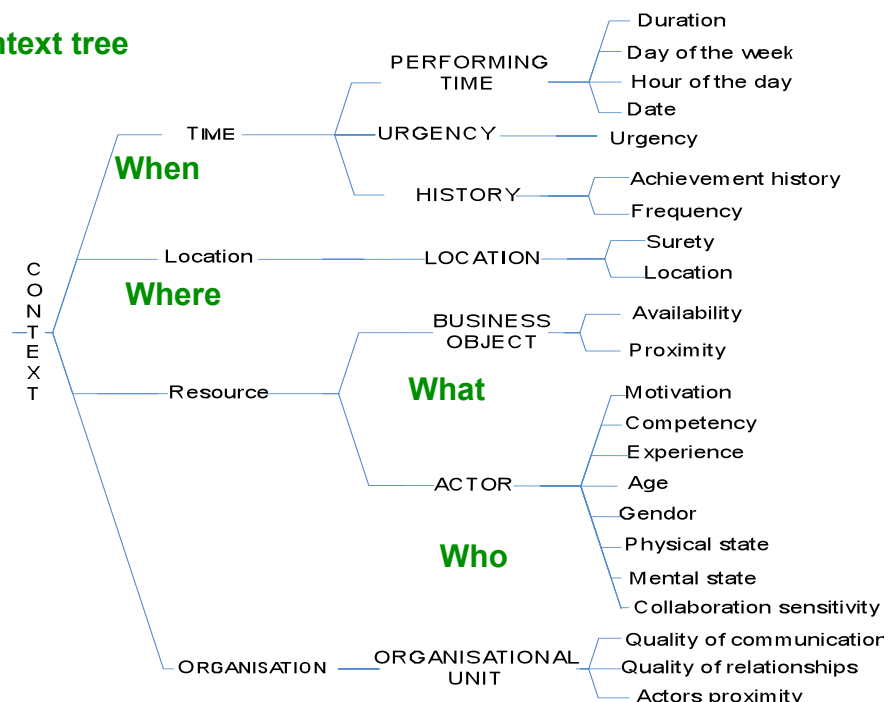 ntext tree
Duration
Day of the week
PERFORMING
TIME
Hour of the day
Date
TIME
URGENCY
Urgency
When
HISTORY
Achievement history
Frequency
Location
LOCATION
Surety
Location
Where
CONTEXT
BUSINESS
OBJECT
Availability
Proximity
Resource
What
Motivation
Competency
Experience
ACTOR
Age
Gendor
Who
Physical state
Mental state
Collaboration sensitivity
ORGANISATION
ORGANISATIONAL
UNIT
Quality of communication
Quality of relationships
Actors proximity